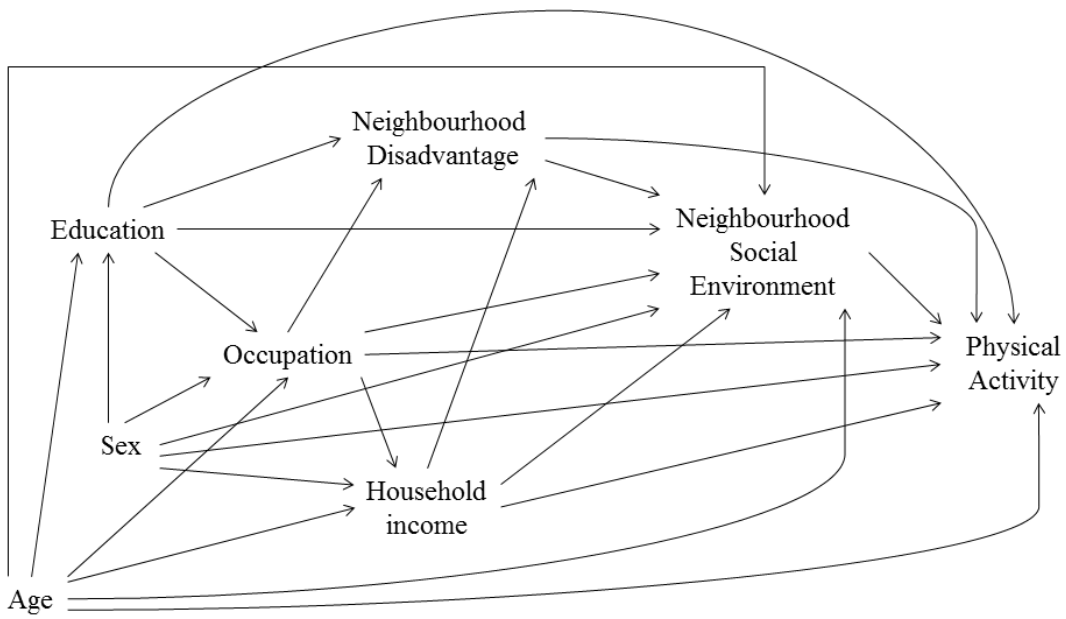 Neighbourhood
Disadvantage
Education
Neighbourhood
Social
Environment
Occupation
Physical
Activity
Sex
Household
income
Age